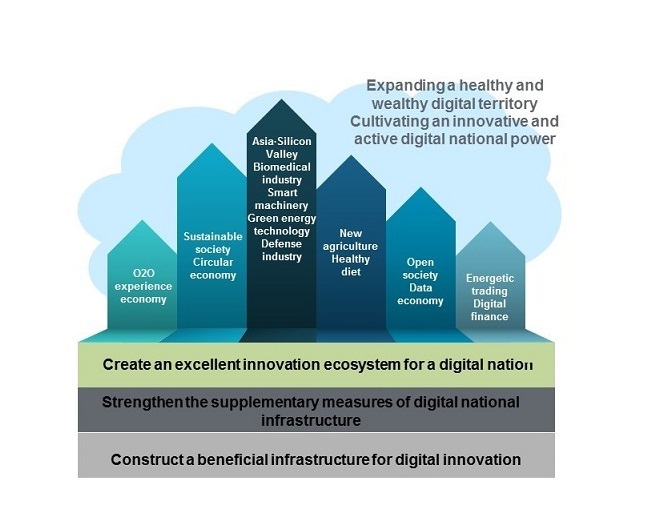 Expanding a healthy and
wealthy digital territory
Cultivating an innovative and
active digital national power
O2O
experience
economy
Sustainable
society
Circular
economy
Asia-Silicon
Valley
Biomedical
industry
Smart
machinery
Green energy
technology
Defense
industry
New
agriculture
Healthy
diet
Open
society
Data
economy
Energetic
trading
Digital
finance
Create an excellent innovation ecosystem for a digital nation
Strengthen the supplementary measures of digital national
infrastructure
Construct a beneficial infrastructure for digital innovation